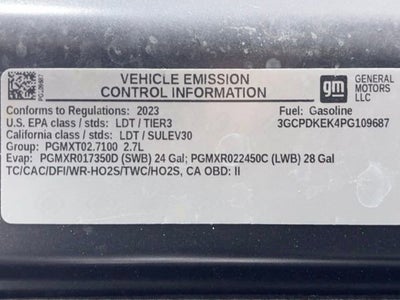 PG109687
VEHICLE EMISSION
CONTROL INFORMATION
gm
GENERAL
MOTORS
LLC
Conforms to Regulations: 2023
Fuel: Gasoline
U.S. EPA class / stds: LDT / TIER3
3GCPDKEK4PG109687
California class / stds: LDT / SULEV30
Group: PGMXT02.7100 2.7L
Evap: PGMXR017350D (SWB) 24 Gal; PGMXR022450C (LWB) 28 Gal
TC/CAC/DFI/WR-HO2S/TWC/HO2S, CA OBD: II